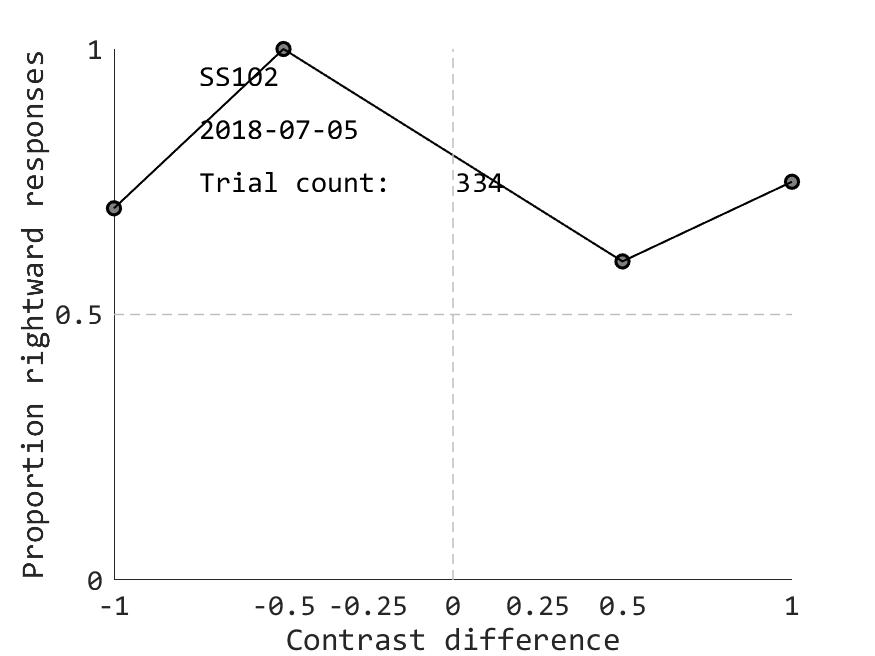 1
SS102
2018-07-05
Trial count: 334
0.5
0
-1 -0.5 -0.25 0 0.25 0.5 1
Contrast difference
Proportion rightward responses